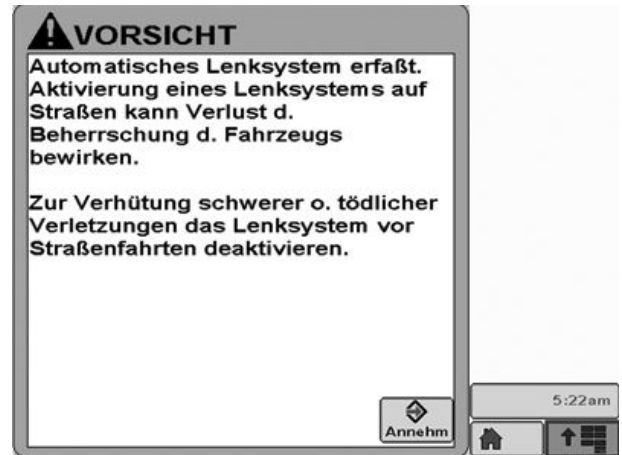 VORSICHT
Automatisches Lenksystem erfaßt.
Aktivierung eines Lenksystems auf
Straßen kann Verlust d.
Beherrschung d. Fahrzeugs
bewirken.
Zur Verhütung schwerer o. tödlicher
Verletzungen das Lenksystem vor
Straßenfahrten deaktivieren.
Annehm
5:22am